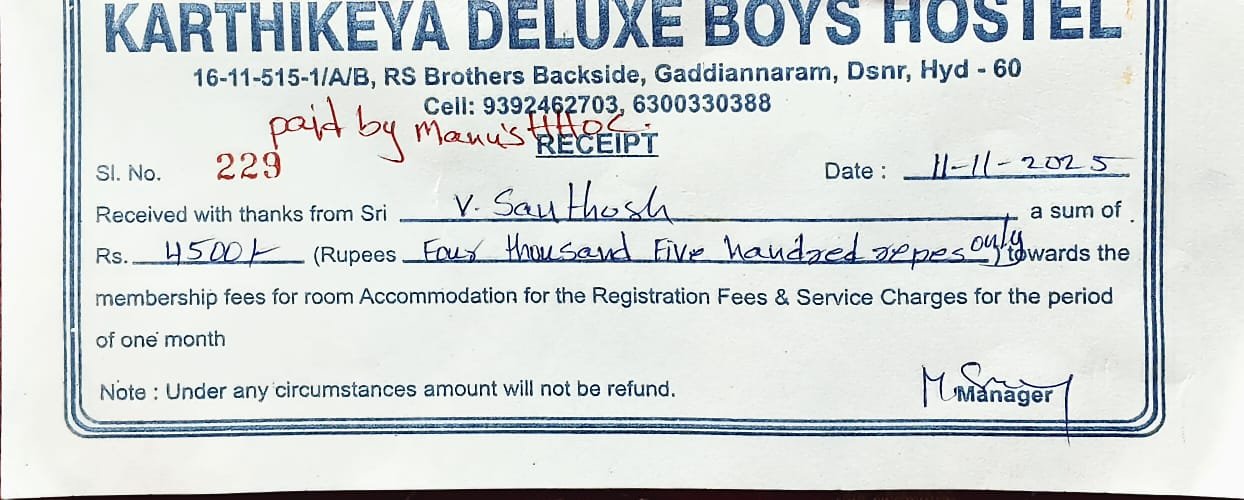 KARTHIKEYA DELUXE BOYS HOSTEL
16-11-515-1/A/B, RS Brothers Backside, Gaddiannaram, Dsnr, Hyd - 60
Cell: 9392462703, 6300330388
paid by Manu's HHOC.
RECEIPT
Sl. No. 229 Date : 11-11-2025
Received with thanks from Sri V. Santhosh a sum of
Rs. 4500/- (Rupees Four thousand Five handred repes only) towards the
membership fees for room Accommodation for the Registration Fees & Service Charges for the period
of one month
Note : Under any circumstances amount will not be refund.
Manager